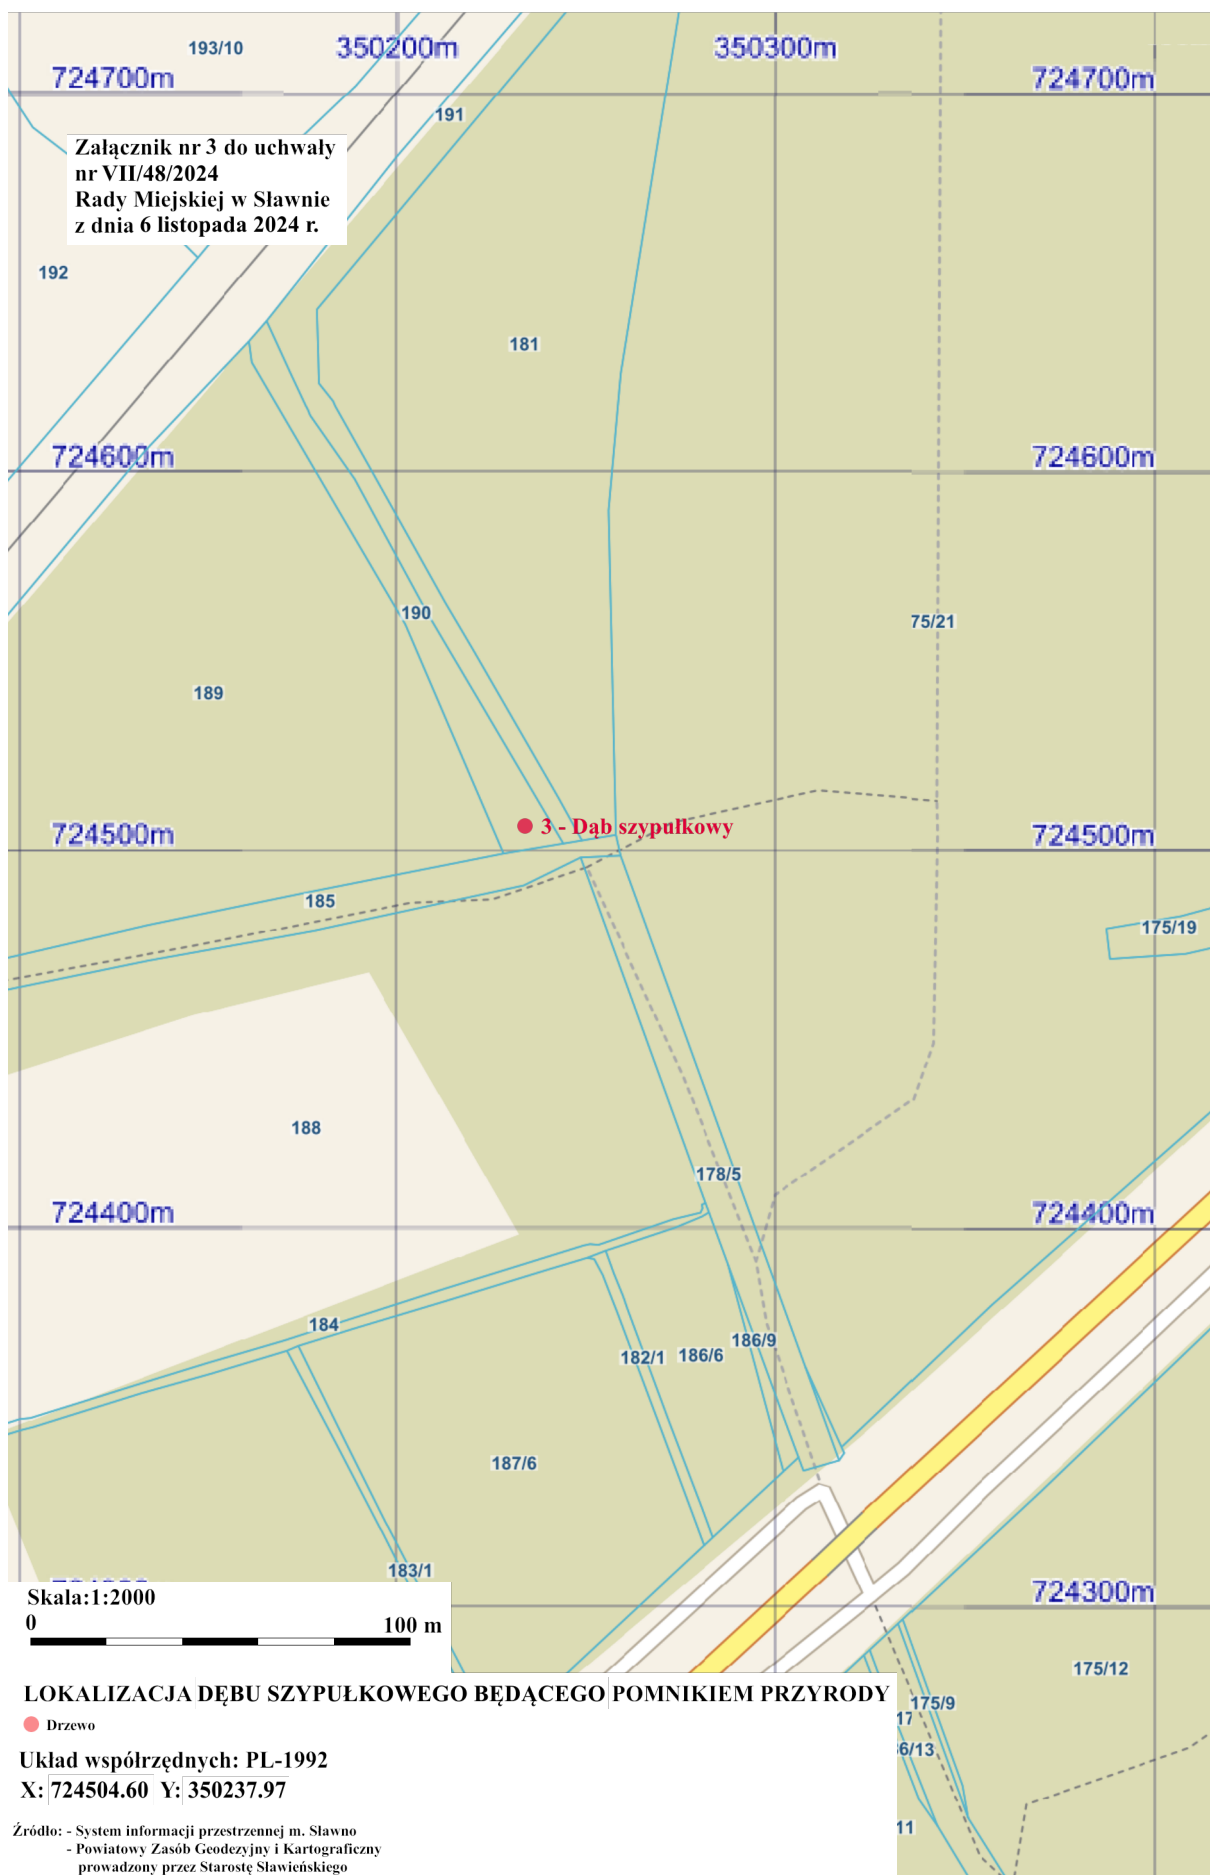 193/10
350200m
350300m
724700m
724700m
191
Załącznik nr 3 do uchwały
nr VII/48/2024
Rady Miejskiej w Sławnie
z dnia 6 listopada 2024 r.
192
181
724600m
724600m
190
75/21
189
3 - Dąb szypułkowy
724500m
724500m
185
175/19
188
178/5
724400m
724400m
184
182/1
186/6
186/9
187/6
183/1
724300m
Skala:1:2000
0
100 m
175/12
LOKALIZACJA DĘBU SZYPUŁKOWEGO BĘDĄCEGO POMNIKIEM PRZYRODY
175/9
17
Drzewo
6/13
Układ współrzędnych: PL-1992
X: 724504.60 Y: 350237.97
11
Źródło: - System informacji przestrzennej m. Sławno
- Powiatowy Zasób Geodezyjny i Kartograficzny
prowadzony przez Starostę Sławieńskiego